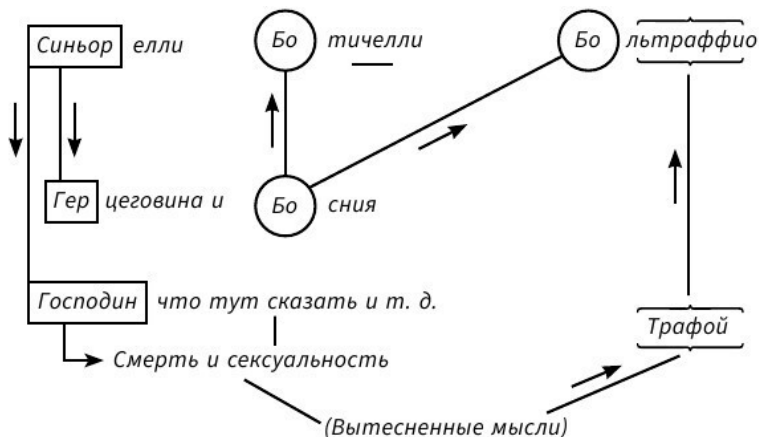 Синьор елли Бо тичелли Бо льтраффио
Гер цеговина и Бо сния
Господин что тут сказать и т. д.
Трафой
Смерть и сексуальность
(Вытесненные мысли)